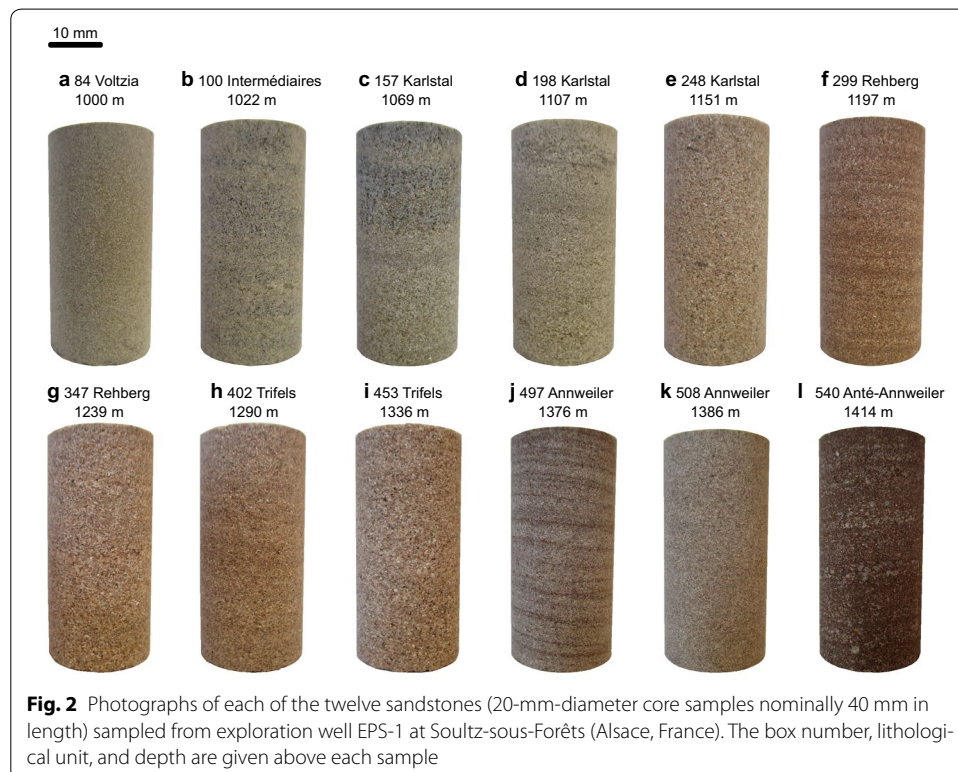 10 mm
a 84 Voltzia
1000 m
b 100 Intermédiaires
1022 m
c 157 Karlstal
1069 m
d 198 Karlstal
1107 m
e 248 Karlstal
1151 m
f 299 Rehberg
1197 m
g 347 Rehberg
1239 m
h 402 Trifels
1290 m
i 453 Trifels
1336 m
j 497 Annweiler
1376 m
k 508 Annweiler
1386 m
l 540 Anté-Annweiler
1414 m
Fig. 2 Photographs of each of the twelve sandstones (20-mm-diameter core samples nominally 40 mm in
length) sampled from exploration well EPS-1 at Soultz-sous-Forêts (Alsace, France). The box number, lithologi-
cal unit, and depth are given above each sample